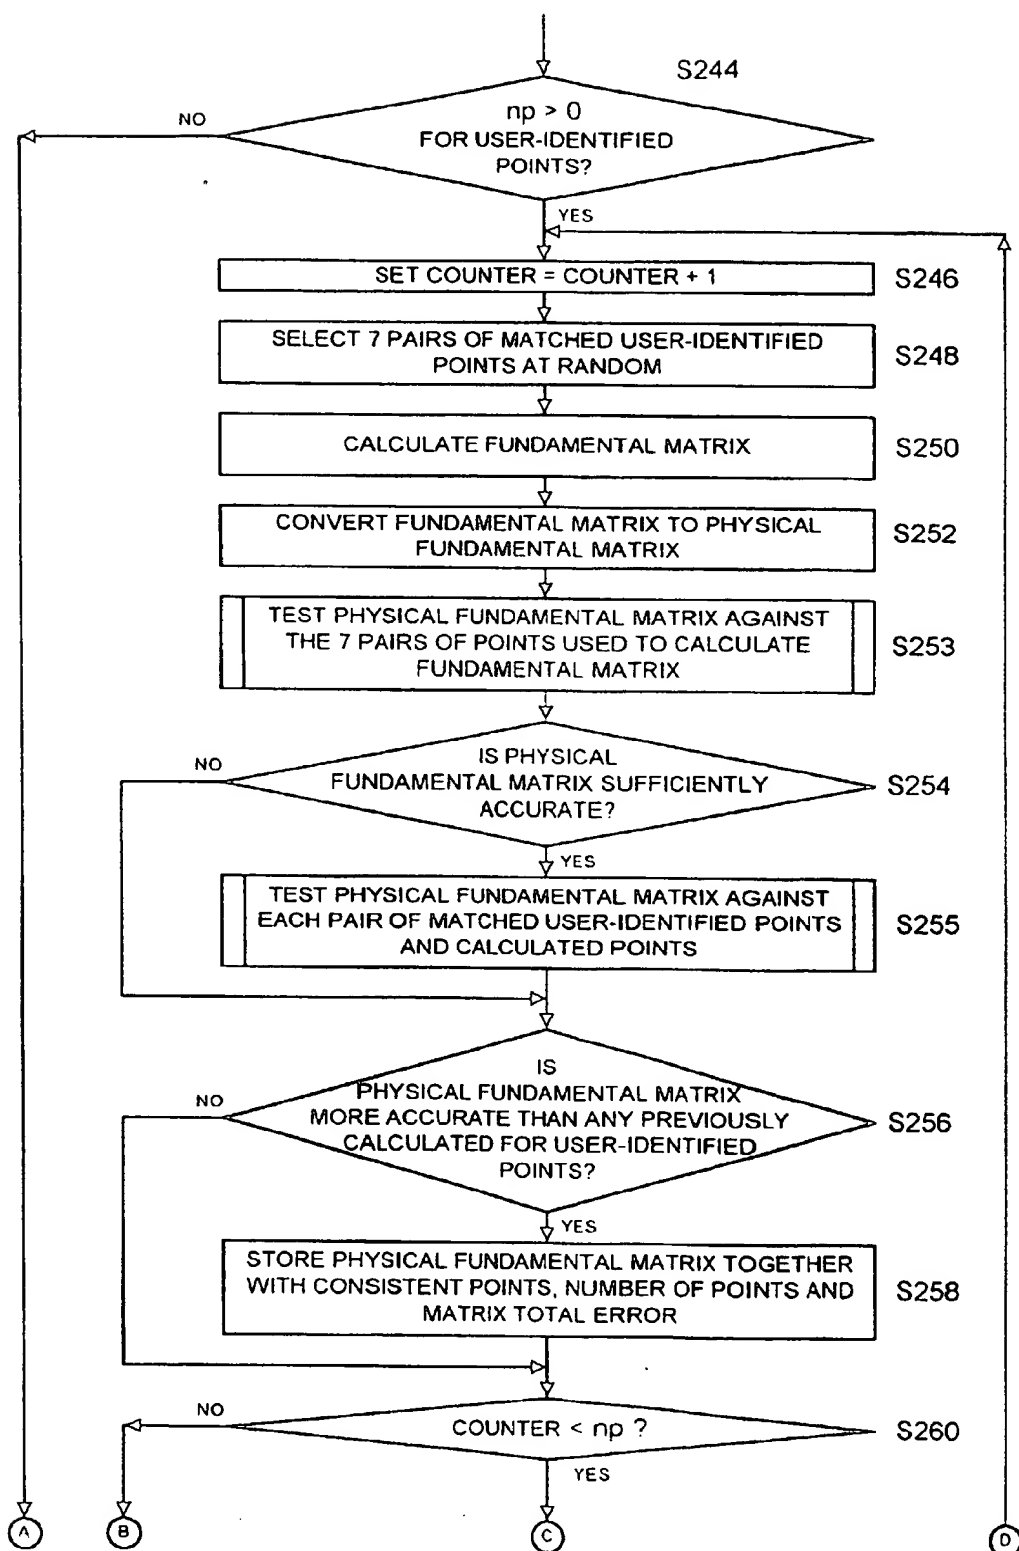 S244
np > 0
FOR USER-IDENTIFIED
POINTS?
NO
YES
SET COUNTER = COUNTER + 1
S246
SELECT 7 PAIRS OF MATCHED USER-IDENTIFIED
POINTS AT RANDOM
S248
CALCULATE FUNDAMENTAL MATRIX
S250
CONVERT FUNDAMENTAL MATRIX TO PHYSICAL
FUNDAMENTAL MATRIX
S252
TEST PHYSICAL FUNDAMENTAL MATRIX AGAINST
THE 7 PAIRS OF POINTS USED TO CALCULATE
FUNDAMENTAL MATRIX
S253
NO
IS PHYSICAL
FUNDAMENTAL MATRIX SUFFICIENTLY
ACCURATE?
S254
YES
TEST PHYSICAL FUNDAMENTAL MATRIX AGAINST
EACH PAIR OF MATCHED USER-IDENTIFIED POINTS
AND CALCULATED POINTS
S255
NO
IS
PHYSICAL FUNDAMENTAL MATRIX
MORE ACCURATE THAN ANY PREVIOUSLY
CALCULATED FOR USER-IDENTIFIED
POINTS?
S256
YES
STORE PHYSICAL FUNDAMENTAL MATRIX TOGETHER
WITH CONSISTENT POINTS, NUMBER OF POINTS AND
MATRIX TOTAL ERROR
S258
NO
COUNTER < np ?
S260
YES
A
B
C
D